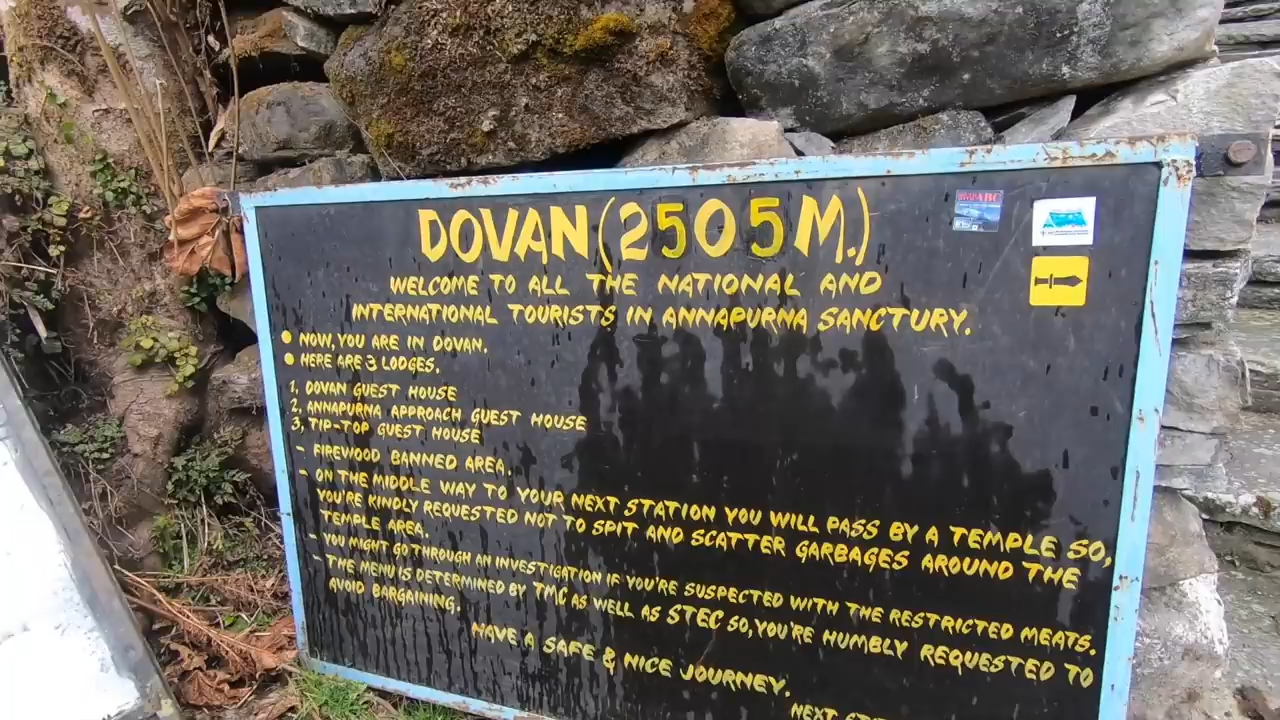 DOVAN (2505 M.)
WELCOME TO ALL THE NATIONAL AND
INTERNATIONAL TOURISTS IN ANNAPURNA SANCTURY.
● NOW, YOU ARE IN DOVAN.
● HERE ARE 3 LODGES.
1, DOVAN GUEST HOUSE
2. ANNAPURNA APPROACH GUEST HOUSE
3, TIP-TOP GUEST HOUSE
- FIREWOOD BANNED AREA.
- ON THE MIDDLE WAY TO YOUR NEXT STATION YOU WILL PASS BY A TEMPLE SO,
YOU'RE KINDLY REQUESTED NOT TO SPIT AND SCATTER GARBAGES AROUND THE
TEMPLE AREA.
- YOU MIGHT GO THROUGH AN INVESTIGATION IF YOU'RE SUSPECTED WITH THE RESTRICTED MEATS.
- THE MENU IS DETERMINED BY TMC AS WELL AS STEC SO, YOU'RE HUMBLY REQUESTED TO
AVOID BARGAINING.
HAVE A SAFE & NICE JOURNEY.
NEXT